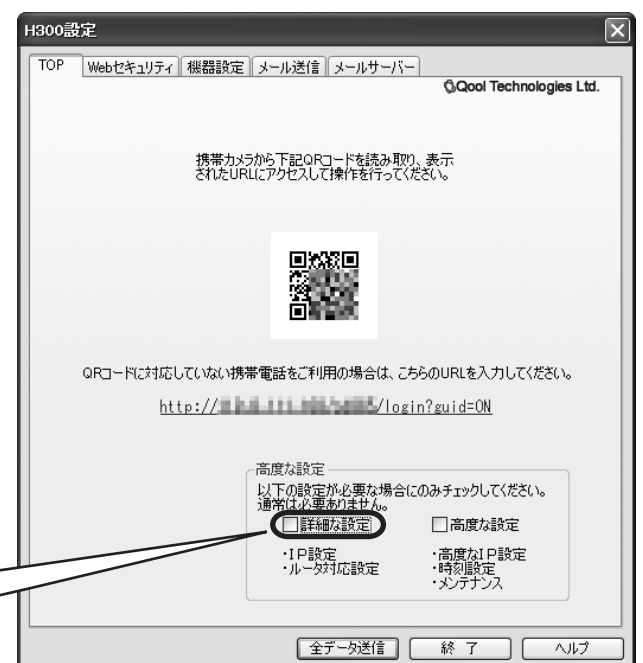 H300設定
TOP Webセキュリティ 機器設定 メール送信 メールサーバー
Qool Technologies Ltd.
携帯カメラから下記QRコードを読み取り、表示
されたURLにアクセスして操作を行ってください。
QRコードに対応していない携帯電話をご利用の場合は、こちらのURLを入力してください。
http:// /login?guid=ON
高度な設定
以下の設定が必要な場合にのみチェックしてください。
通常は必要ありません。
詳細な設定 高度な設定
・IP設定 ・高度なIP設定
・ルータ対応設定 ・時刻設定
・メンテナンス
全データ送信 終 了 ヘルプ